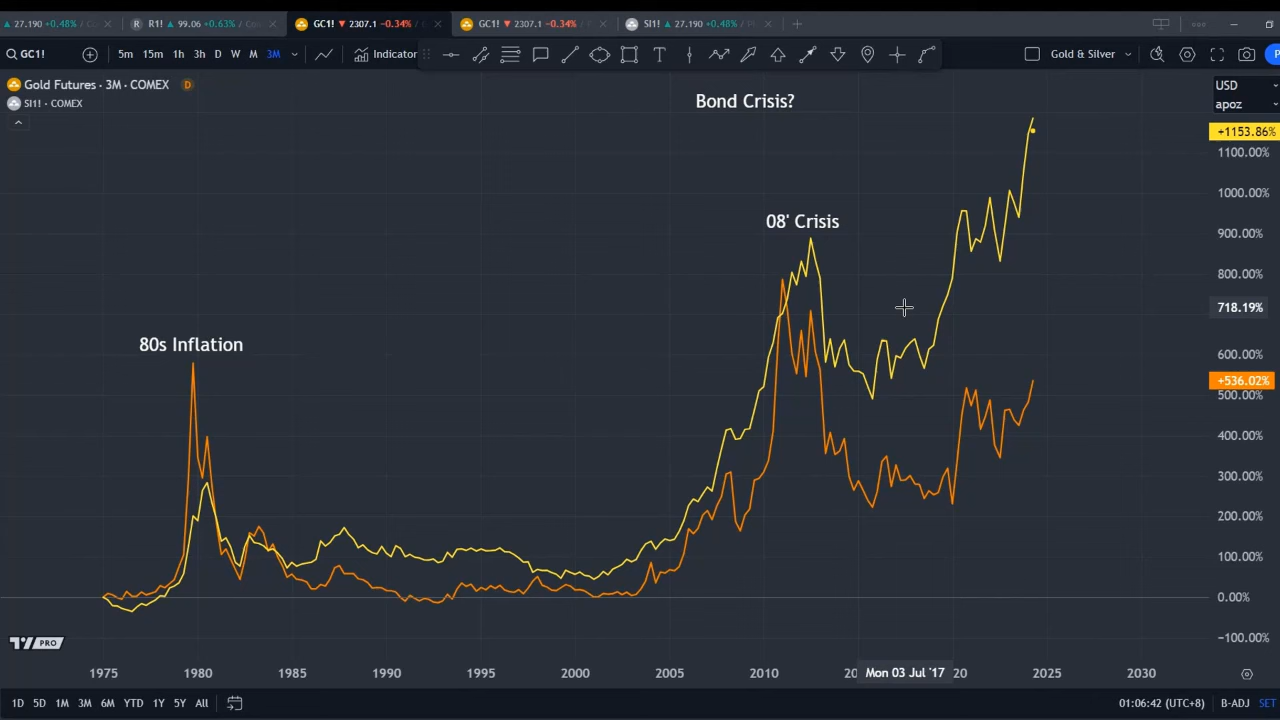 27.190 +0.48%
R R1! ▲ 99.06 +0.63%
GC1! ▼ 2307.1 −0.34%
GC1! ▼ 2307.1 −0.34%
SI1! ▲ 27.190 +0.48%
GC1!
5m 15m 1h 3h D W M 3M
Indicator
T
Gold & Silver
P
Gold Futures · 3M · COMEX D
SI1! · COMEX
USD
apoz
Bond Crisis?
08' Crisis
80s Inflation
+1153.86%
1100.00%
1000.00%
900.00%
800.00%
718.19%
600.00%
+536.02%
500.00%
400.00%
300.00%
200.00%
100.00%
0.00%
−100.00%
PRO
1975 1980 1985 1990 1995 2000 2005 2010 20 Mon 03 Jul '17 20 2025 2030
1D 5D 1M 3M 6M YTD 1Y 5Y All
01:06:42 (UTC+8) B-ADJ SET